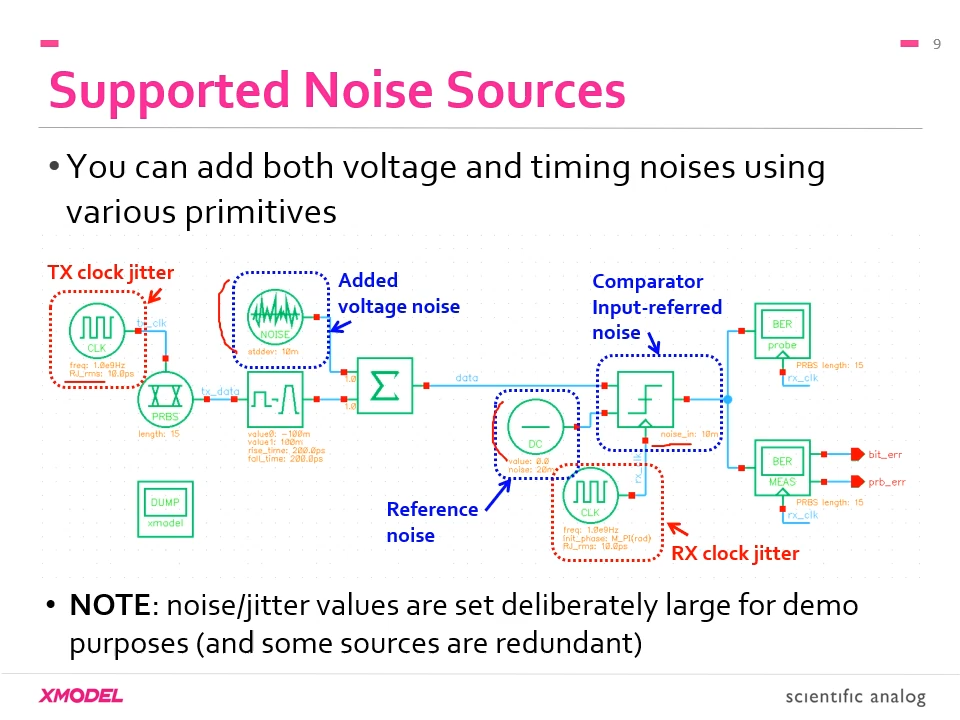 9
Supported Noise Sources
• You can add both voltage and timing noises using
various primitives
TX clock jitter
Added
voltage noise
Comparator
Input-referred
noise
tx_clk
CLK
freq: 1.0e9Hz
RJ_rms: 10.0ps
NOISE
stddev: 10m
BER
probe
PRBS length: 15
rx_clk
PRBS
length: 15
tx_data
value0: -100m
value1: 100m
rise_time: 200.0ps
fall_time: 200.0ps
1.0
1.0
Σ
data
DC
value: 0.0
noise: 20m
noise_in: 10m
BER
MEAS
PRBS length: 15
rx_clk
bit_err
prb_err
DUMP
xmodel
Reference
noise
CLK
freq: 1.0e9Hz
init_phase: M_PI(rad)
RJ_rms: 10.0ps
RX clock jitter
• NOTE: noise/jitter values are set deliberately large for demo
purposes (and some sources are redundant)
XMODEL
scientific analog